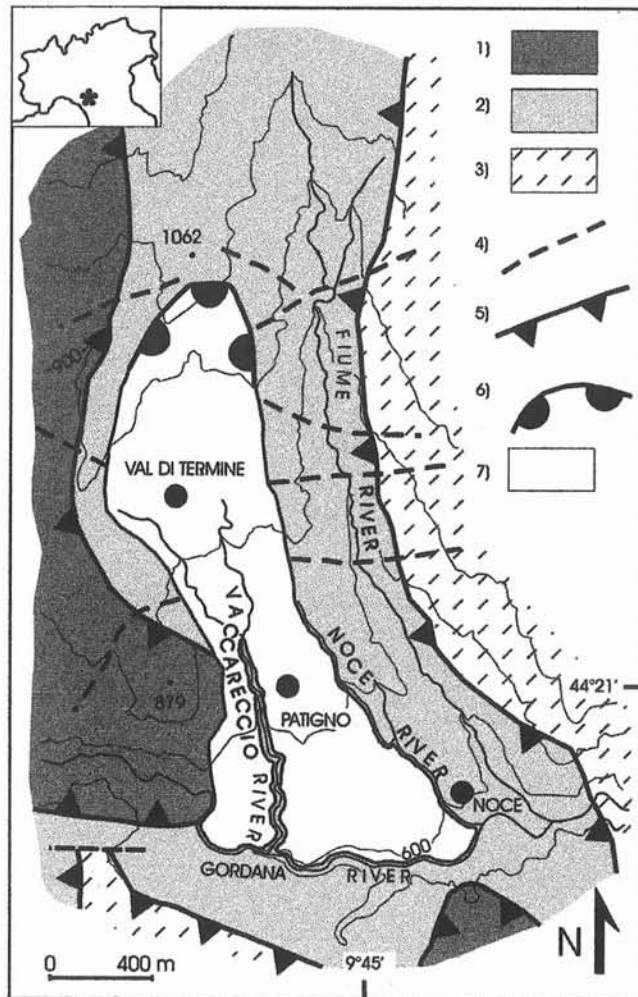 1)
2)
3)
4)
5)
6)
7)
1062
900
FIUME RIVER
VAL DI TERMINE
VACCARECCIO RIVER
NOCE RIVER
879
PATIGNO
44°21'
NOCE
600
GORDANA RIVER
N
0 400 m
9°45'